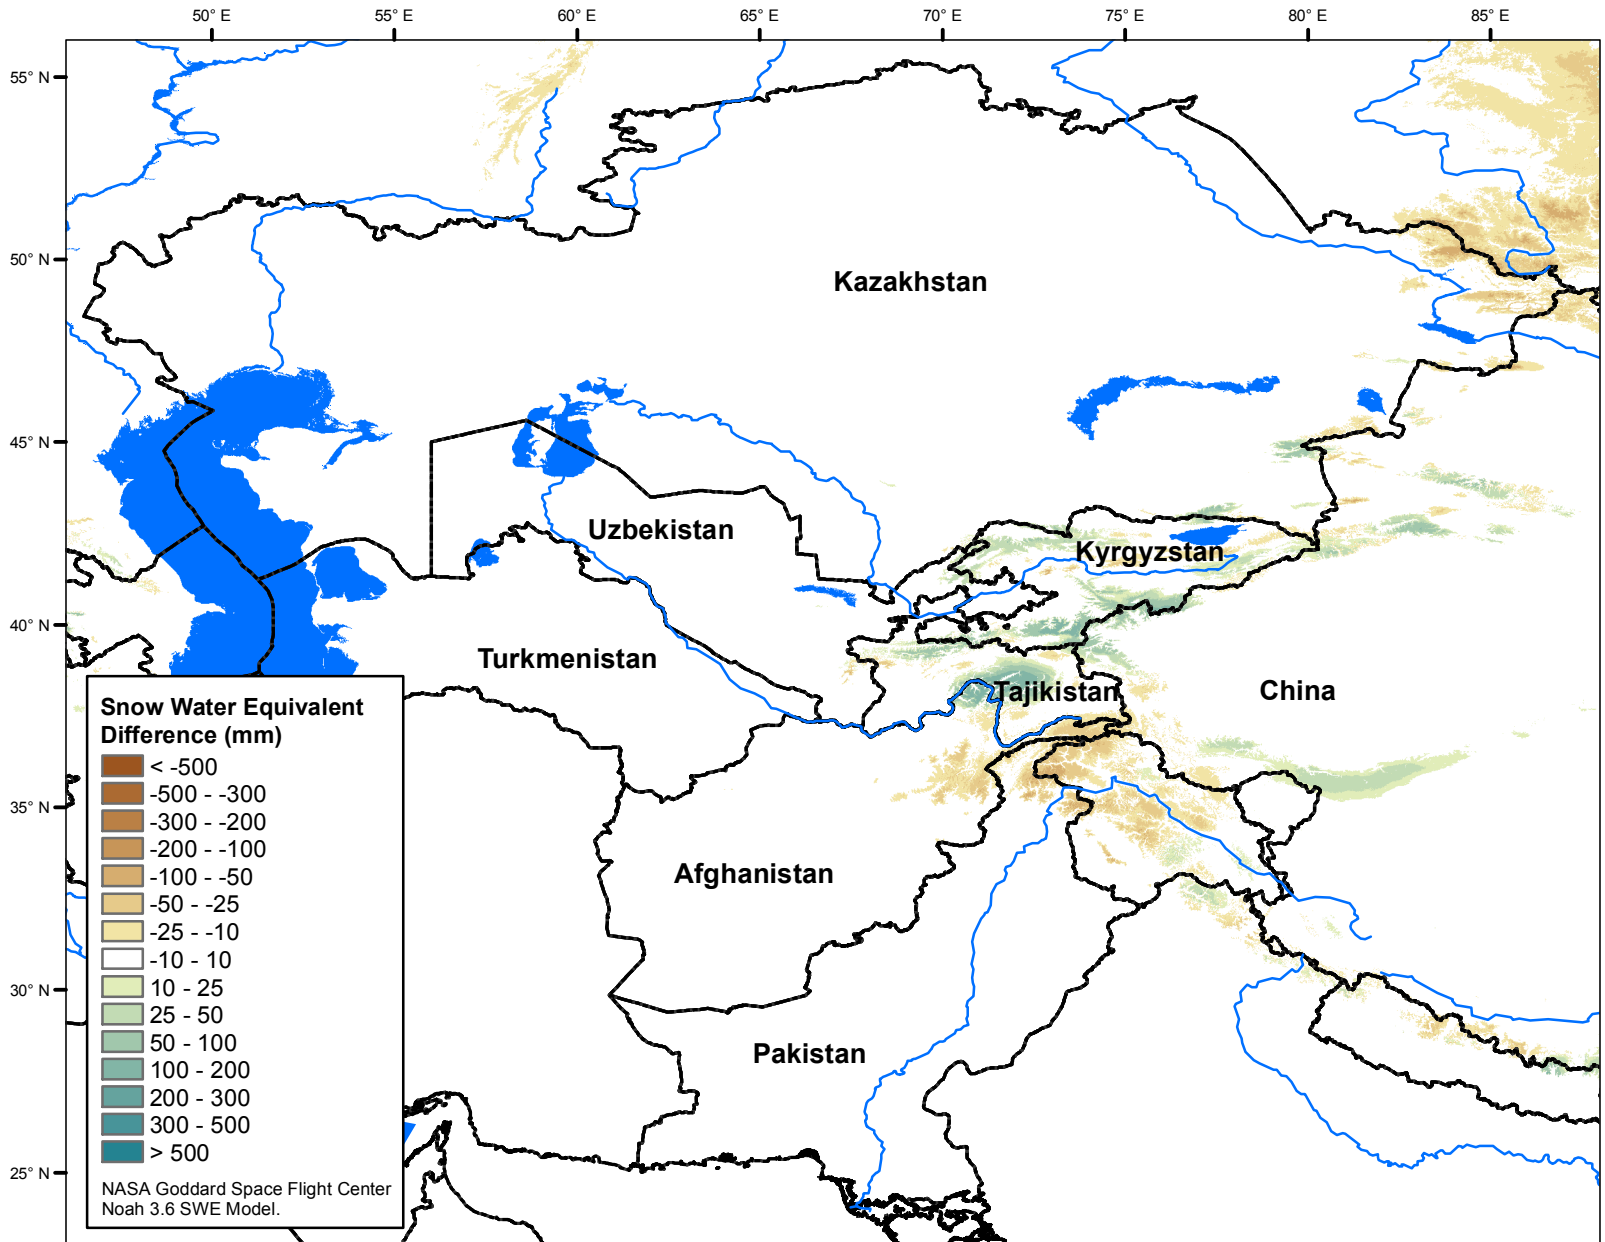 50° E 55° E 60° E 65° E 70° E 75° E 80° E 85° E
55° N
50° N
Kazakhstan
45° N
Uzbekistan
Kyrgyzstan
40° N
Turkmenistan
Tajikistan
China
35° N
Afghanistan
30° N
Pakistan
25° N
Snow Water Equivalent
Difference (mm)
< -500
-500 - -300
-300 - -200
-200 - -100
-100 - -50
-50 - -25
-25 - -10
-10 - 10
10 - 25
25 - 50
50 - 100
100 - 200
200 - 300
300 - 500
> 500
NASA Goddard Space Flight Center
Noah 3.6 SWE Model.